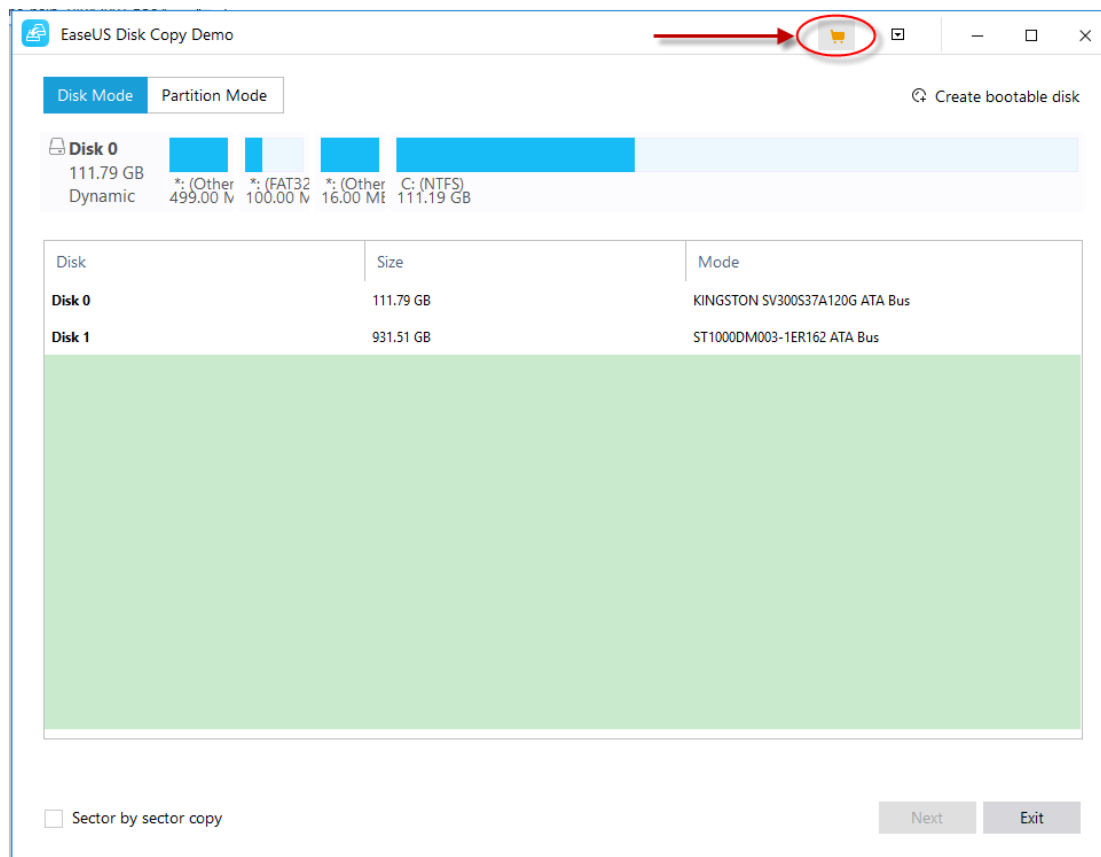 EaseUS Disk Copy Demo
Disk Mode Partition Mode Create bootable disk
Disk 0
111.79 GB
Dynamic
*: (Other *: (FAT32 *: (Other C: (NTFS)
499.00 M 100.00 M 16.00 ME 111.19 GB
Disk Size Mode
Disk 0 111.79 GB KINGSTON SV300S37A120G ATA Bus
Disk 1 931.51 GB ST1000DM003-1ER162 ATA Bus
Sector by sector copy Next Exit